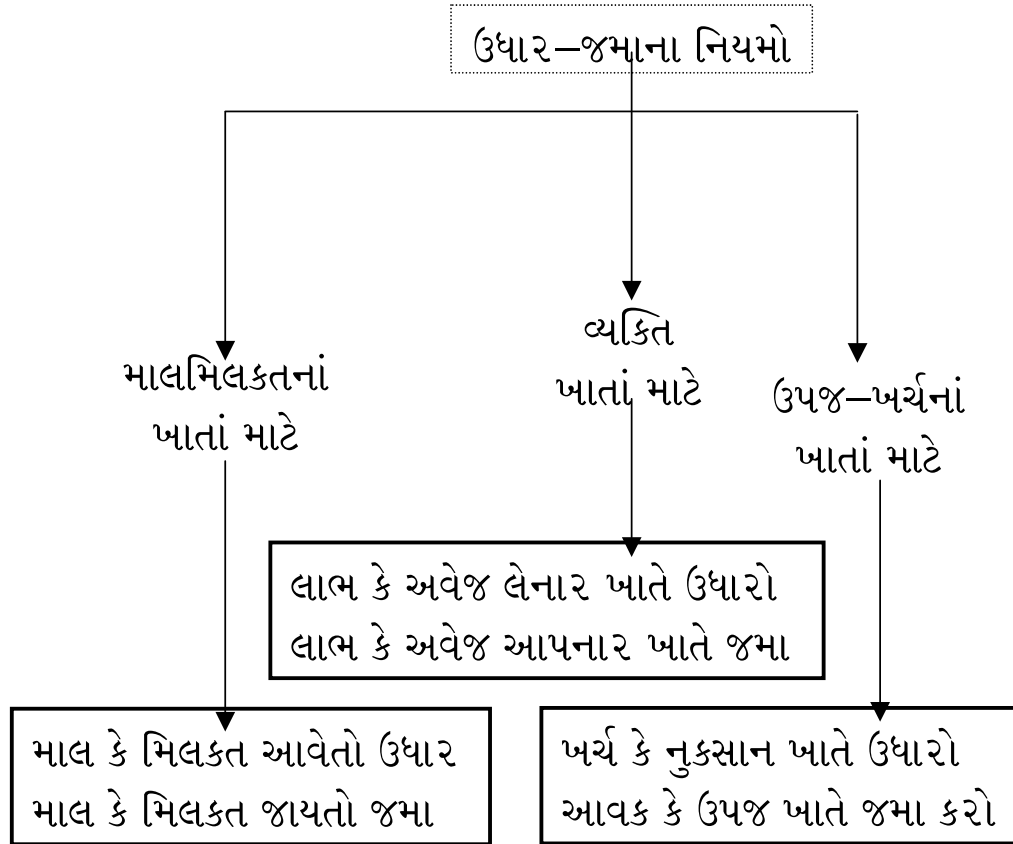 ઉધાર–જમાના નિયમો
માલમિલકતનાં
ખાતાં માટે
વ્યકિત
ખાતાં માટે
ઉપજ–ખર્ચનાં
ખાતાં માટે
લાભ કે અવેજ લેનાર ખાતે ઉધારો
લાભ કે અવેજ આપનાર ખાતે જમા
માલ કે મિલકત આવેતો ઉધાર
માલ કે મિલકત જાયતો જમા
ખર્ચ કે નુકસાન ખાતે ઉધારો
આવક કે ઉપજ ખાતે જમા કરો